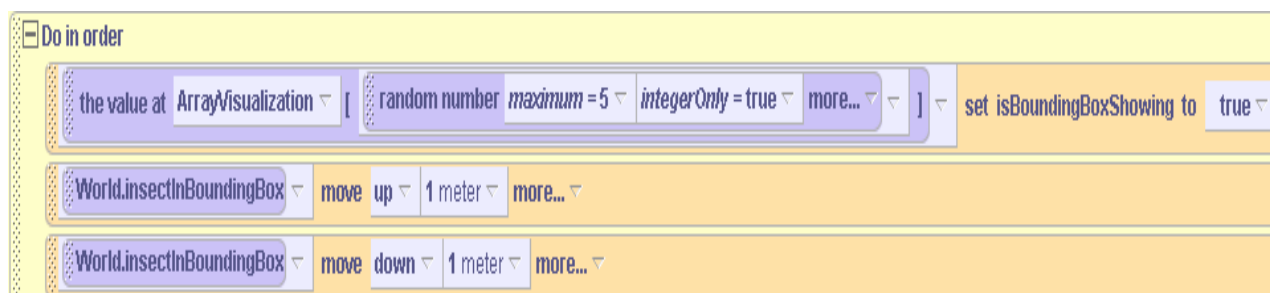 Do in order
the value at ArrayVisualization [ random number maximum = 5 integerOnly = true more... ] set isBoundingBoxShowing to true
World.insectInBoundingBox move up 1 meter more...
World.insectInBoundingBox move down 1 meter more...